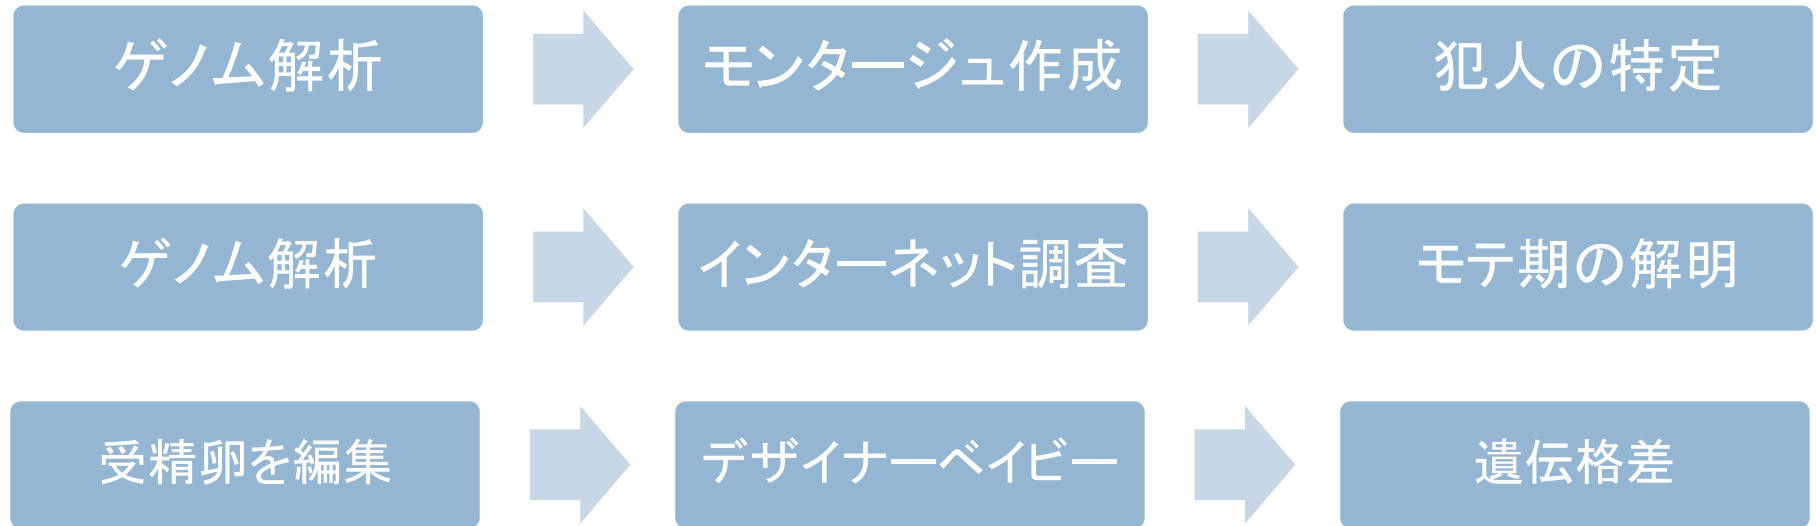 ゲノム解析
モンタージュ作成
犯人の特定
ゲノム解析
インターネット調査
モテ期の解明
受精卵を編集
デザイナーベイビー
遺伝格差